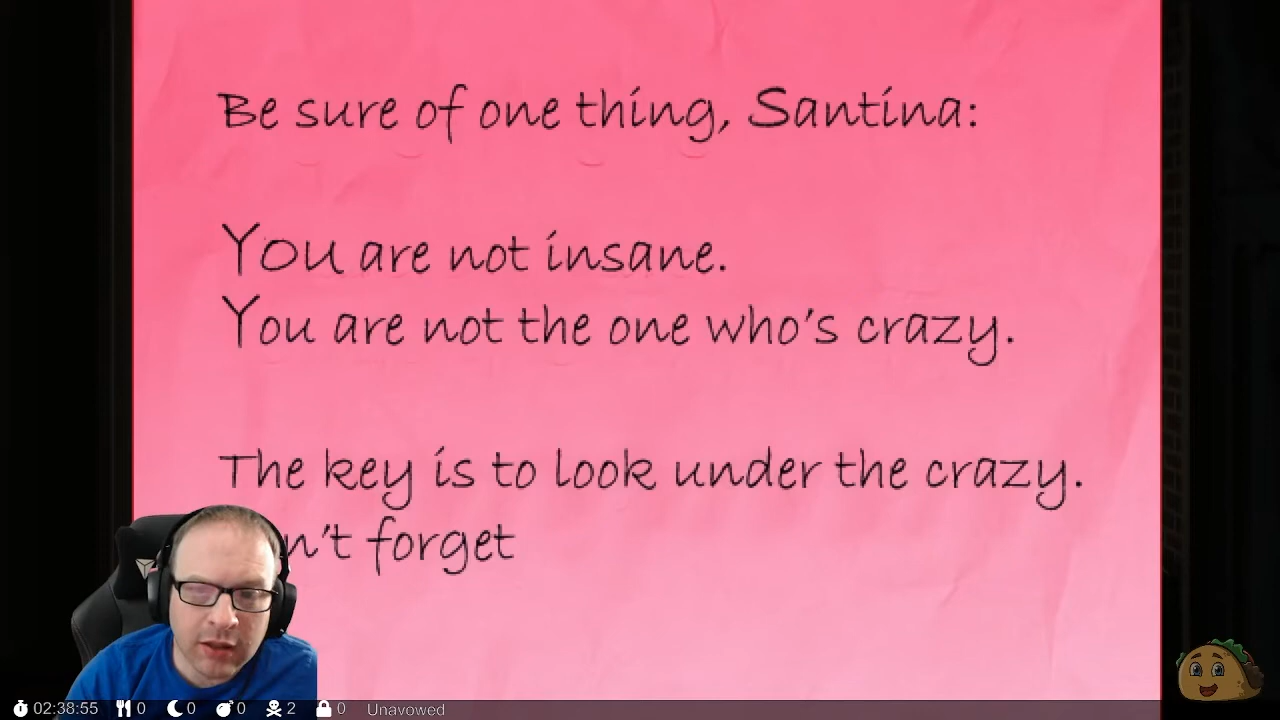 Be sure of one thing, Santina:
YOU are not insane.
You are not the one who's crazy.
The key is to look under the crazy.
n't forget
02:38:55 0 0 0 2 0 Unavowed